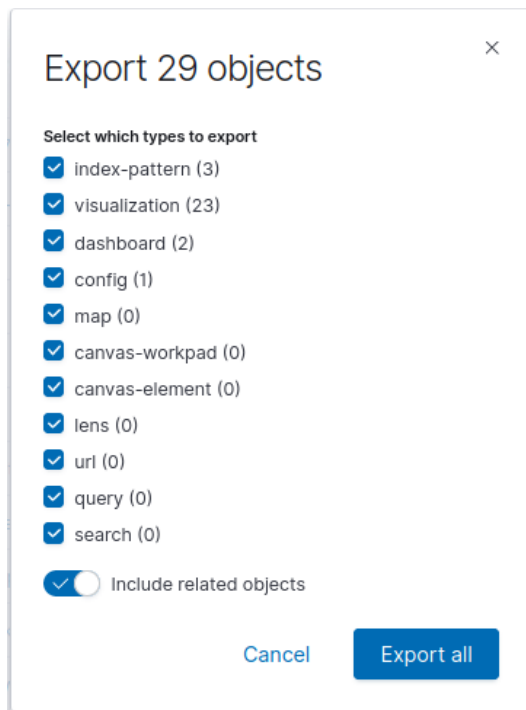 Export 29 objects
Select which types to export
index-pattern (3)
visualization (23)
dashboard (2)
config (1)
map (0)
canvas-workpad (0)
canvas-element (0)
lens (0)
url (0)
query (0)
search (0)
Include related objects
Cancel Export all